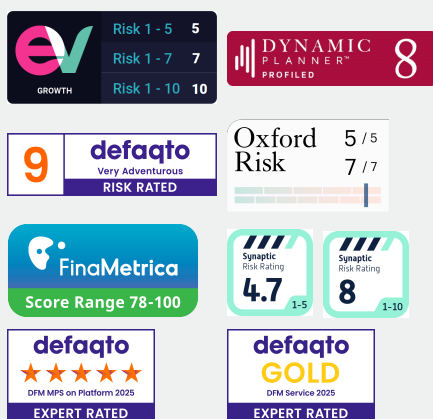 ev
GROWTH
Risk 1 - 5 5
Risk 1 - 7 7
Risk 1 - 10 10
DYNAMIC
PLANNER™
PROFILED
8
9
defaqto
Very Adventurous
RISK RATED
Oxford
Risk
5 / 5
7 / 7
FinaMetrica
Score Range 78-100
Synaptic
Risk Rating
4.7
1-5
Synaptic
Risk Rating
8
1-10
defaqto
DFM MPS on Platform 2025
EXPERT RATED
defaqto
GOLD
DFM Service 2025
EXPERT RATED